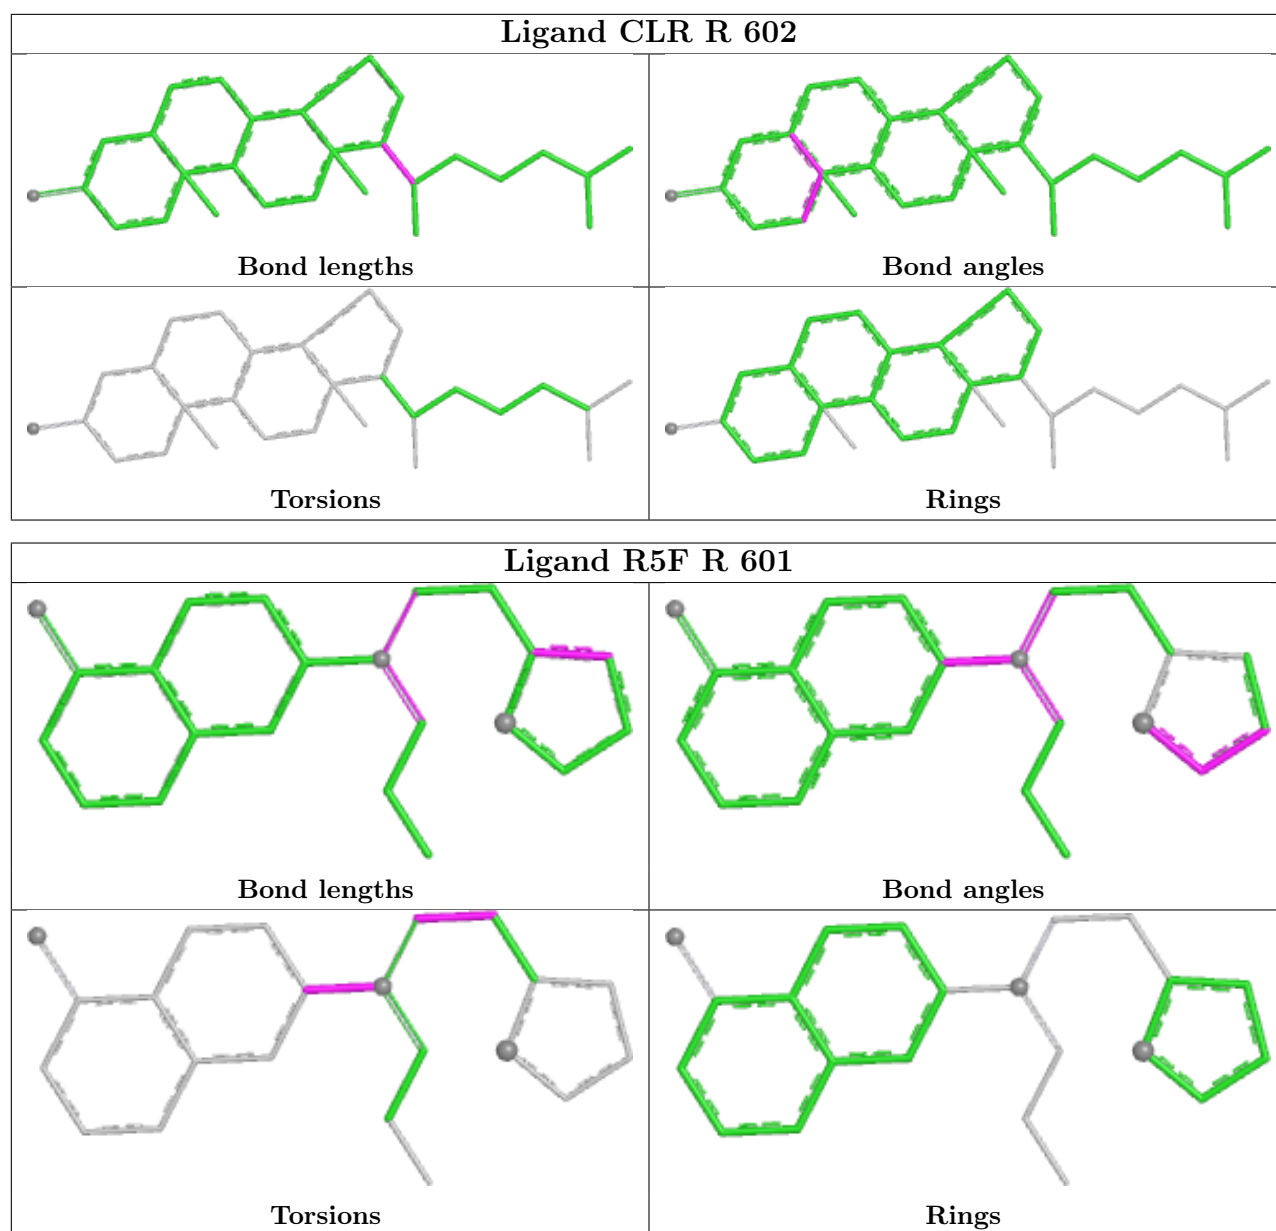 Ligand CLR R 602
Bond lengths
Bond angles
Torsions
Rings
Ligand R5F R 601
Bond lengths
Bond angles
Torsions
Rings